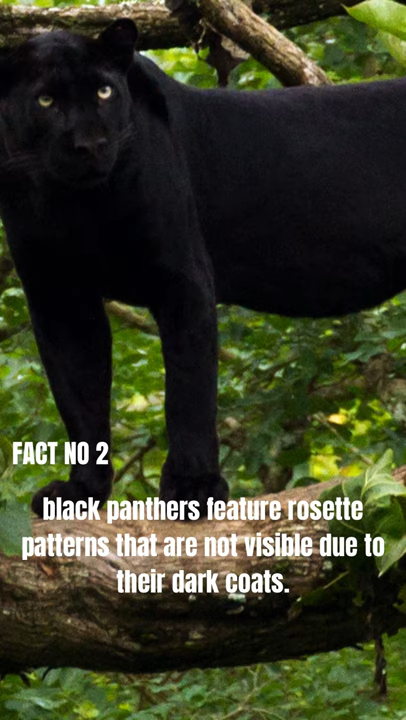 FACT NO 2
black panthers feature rosette
patterns that are not visible due to
their dark coats.